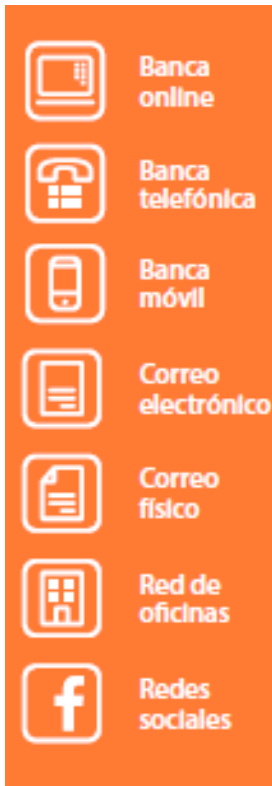 Banca
online
Banca
telefónica
Banca
móvil
Correo
electrónico
Correo
físico
Red de
oficinas
Redes
sociales